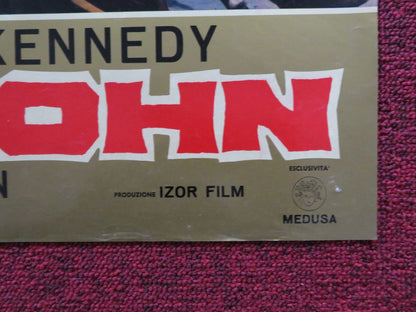 KENNEDY
OHN
N
ESCLUSIVITA'
PRODUZIONE IZOR FILM
MEDUSA